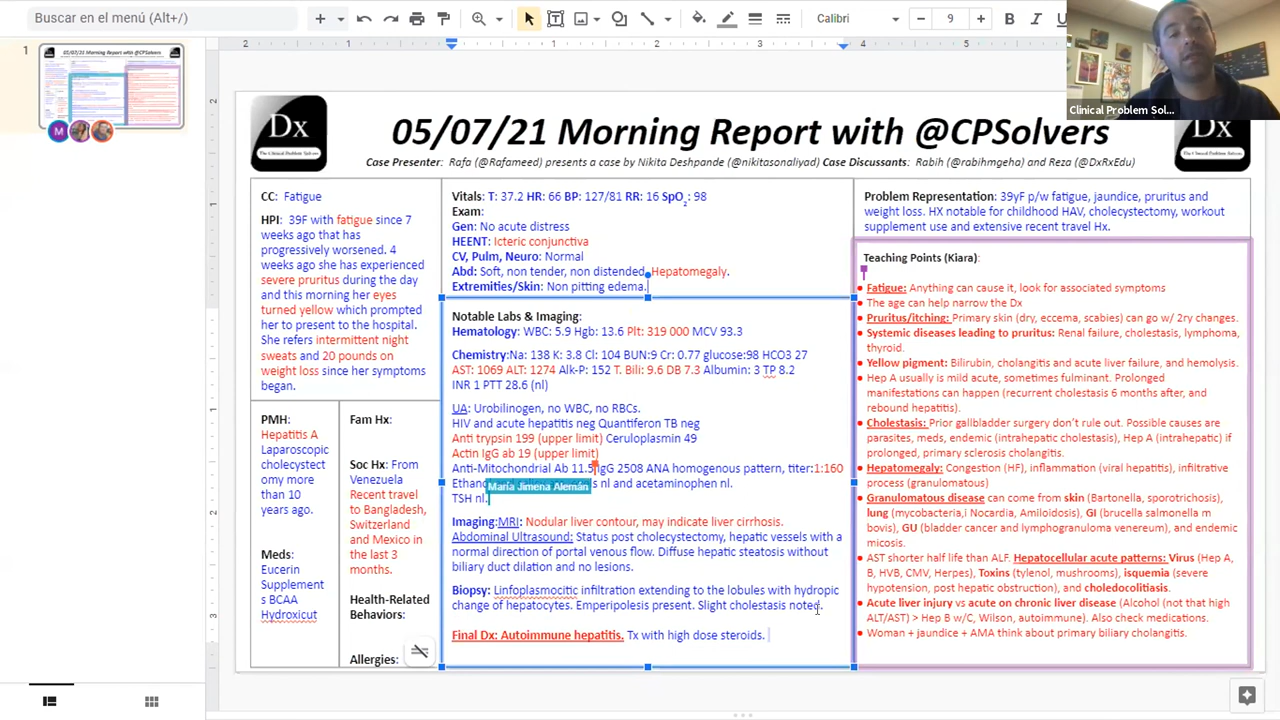 Buscar en el menú (Alt+/)
Calibri
9
B
I
U
2
1
1
2
3
4
5
6
1
Clinical Problem Sol...
Dx
The Clinical Problem Solvers
05/07/21 Morning Report with @CPSolvers
Case Presenter: Rafa (@Rafameed) presents a case by Nikita Deshpande (@nikitasonaliyad) Case Discussants: Rabih (@rabihmgeha) and Reza (@DxRxEdu)
Dx
The Clinical Problem Solvers
CC: Fatigue
HPI: 39F with fatigue since 7
weeks ago that has
progressively worsened. 4
weeks ago she has experienced
severe pruritus during the day
and this morning her eyes
turned yellow which prompted
her to present to the hospital.
She refers intermittent night
sweats and 20 pounds on
weight loss since her symptoms
began.
PMH:
Hepatitis A
Laparoscopic
cholecystect
omy more
than 10
years ago.
Meds:
Eucerin
Supplement
s BCAA
Hydroxicut
Fam Hx:
Soc Hx: From
Venezuela
Recent travel
to Bangladesh,
Switzerland
and Mexico in
the last 3
months.
Health-Related
Behaviors:
Allergies:
Vitals: T: 37.2 HR: 66 BP: 127/81 RR: 16 SpO2: 98
Exam:
Gen: No acute distress
HEENT: Icteric conjunctiva
CV, Pulm, Neuro: Normal
Abd: Soft, non tender, non distended. Hepatomegaly.
Extremities/Skin: Non pitting edema.
Notable Labs & Imaging:
Hematology: WBC: 5.9 Hgb: 13.6 Plt: 319 000 MCV 93.3
Chemistry:Na: 138 K: 3.8 Cl: 104 BUN:9 Cr: 0.77 glucose:98 HCO3 27
AST: 1069 ALT: 1274 Alk-P: 152 T. Bili: 9.6 DB 7.3 Albumin: 3 TP 8.2
INR 1 PTT 28.6 (nl)
UA: Urobilinogen, no WBC, no RBCs.
HIV and acute hepatitis neg Quantiferon TB neg
Anti trypsin 199 (upper limit) Ceruloplasmin 49
Actin IgG ab 19 (upper limit)
Anti-Mitochondrial Ab 11.5 IgG 2508 ANA homogenous pattern, titer:1:160
Ethano nl and acetaminophen nl.
María Jimena Alemán
TSH nl.
Imaging:MRI: Nodular liver contour, may indicate liver cirrhosis.
Abdominal Ultrasound: Status post cholecystectomy, hepatic vessels with a
normal direction of portal venous flow. Diffuse hepatic steatosis without
biliary duct dilation and no lesions.
Biopsy: Linfoplasmocitic infiltration extending to the lobules with hydropic
change of hepatocytes. Emperipolesis present. Slight cholestasis noted.
Final Dx: Autoimmune hepatitis. Tx with high dose steroids.
Problem Representation: 39yF p/w fatigue, jaundice, pruritus and
weight loss. HX notable for childhood HAV, cholecystectomy, workout
supplement use and extensive recent travel Hx.
Teaching Points (Kiara):
Fatigue: Anything can cause it, look for associated symptoms
The age can help narrow the Dx
Pruritus/itching: Primary skin (dry, eccema, scabies) can go w/ 2ry changes.
Systemic diseases leading to pruritus: Renal failure, cholestasis, lymphoma,
thyroid.
Yellow pigment: Bilirubin, cholangitis and acute liver failure, and hemolysis.
Hep A usually is mild acute, sometimes fulminant. Prolonged
manifestations can happen (recurrent cholestasis 6 months after, and
rebound hepatitis).
Cholestasis: Prior gallbladder surgery don't rule out. Possible causes are
parasites, meds, endemic (intrahepatic cholestasis), Hep A (intrahepatic) if
prolonged, primary sclerosis cholangitis.
Hepatomegaly: Congestion (HF), inflammation (viral hepatitis), infiltrative
process (granulomatous)
Granulomatous disease can come from skin (Bartonella, sporotrichosis),
lung (mycobacteria,i Nocardia, Amiloidosis), GI (brucella salmonella m
bovis), GU (bladder cancer and lymphogranuloma venereum), and endemic
micosis.
AST shorter half life than ALF. Hepatocellular acute patterns: Virus (Hep A,
B, HVB, CMV, Herpes), Toxins (tylenol, mushrooms), isquemia (severe
hypotension, post hepatic obstruction), and choledocolitiasis.
Acute liver injury vs acute on chronic liver disease (Alcohol (not that high
ALT/AST) > Hep B w/C, Wilson, autoimmune). Also check medications.
Woman + jaundice + AMA think about primary biliary cholangitis.